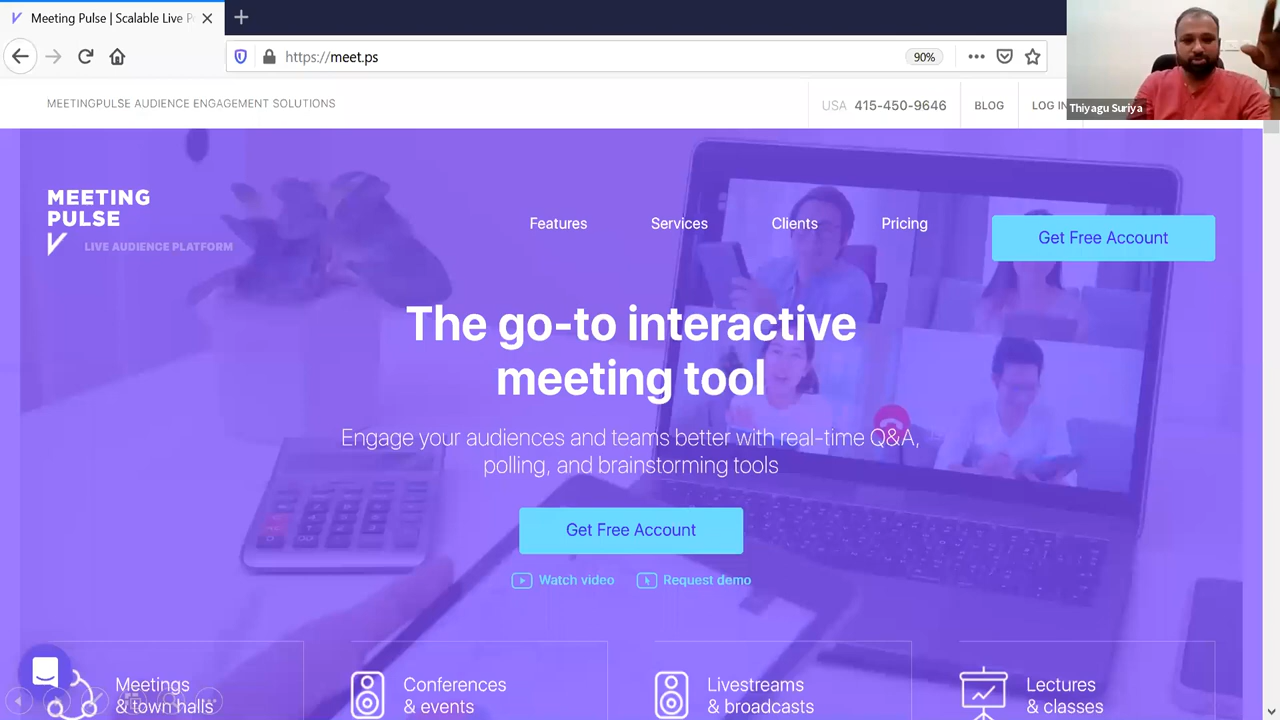 Meeting Pulse | Scalable Live P
https://meet.ps
90%
Thiyagu Suriya
MEETINGPULSE AUDIENCE ENGAGEMENT SOLUTIONS
USA 415-450-9646
BLOG
LOG IN
MEETING
PULSE
LIVE AUDIENCE PLATFORM
Features
Services
Clients
Pricing
Get Free Account
The go-to interactive
meeting tool
Engage your audiences and teams better with real-time Q&A,
polling, and brainstorming tools
Get Free Account
Watch video
Request demo
Meetings
& town halls
Conferences
& events
Livestreams
& broadcasts
Lectures
& classes